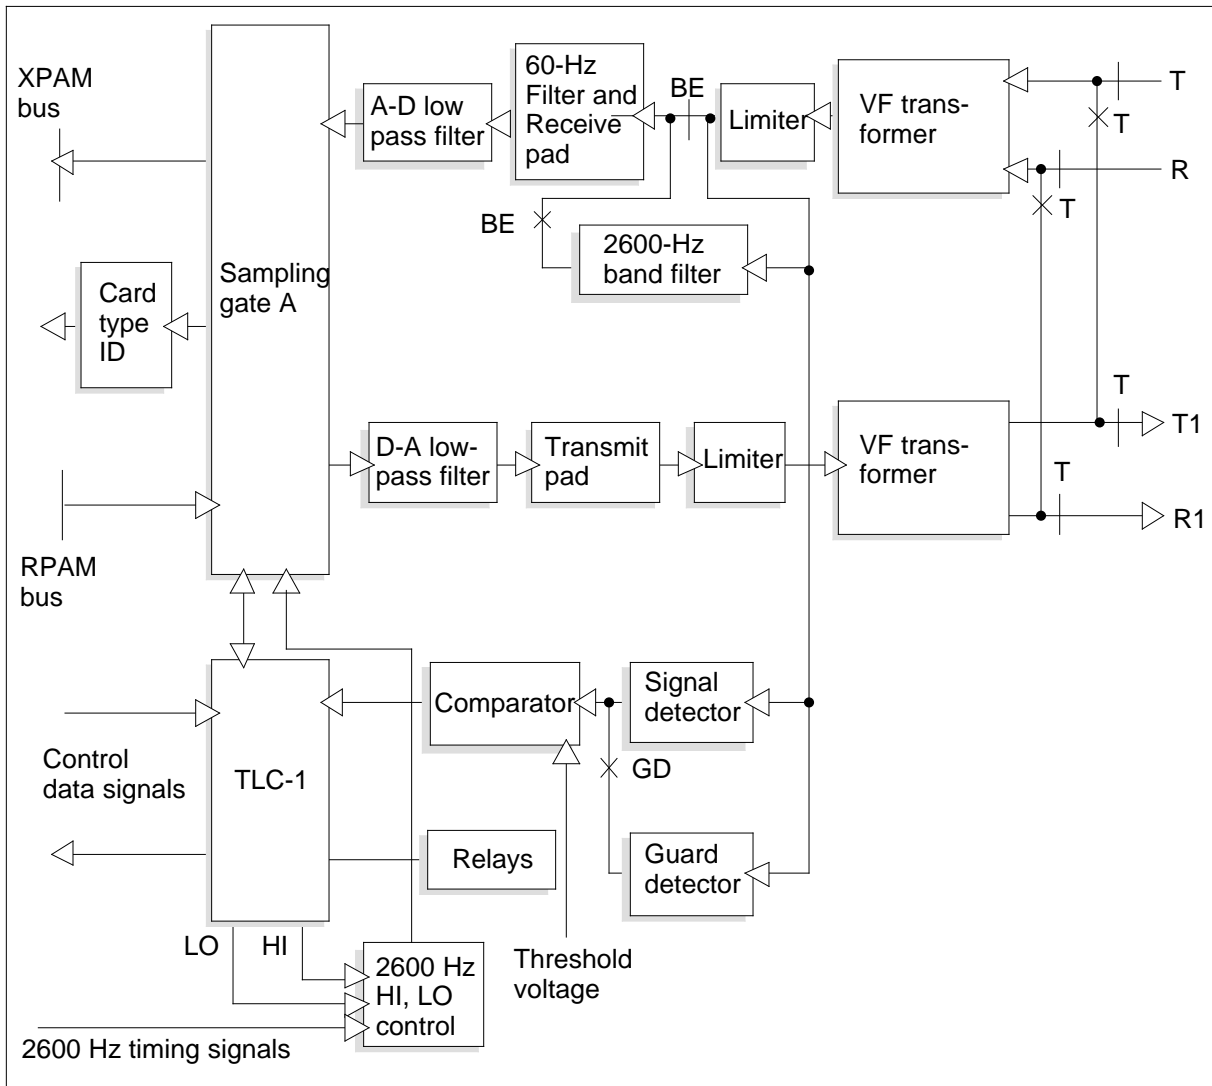 XPAM
bus
A-D low
pass filter
60-Hz
Filter and
Receive
pad
BE
Limiter
VF trans-
former
T
T
R
T
BE
2600-Hz
band filter
Sampling
gate A
Card
type
ID
D-A low-
pass filter
Transmit
pad
Limiter
VF trans-
former
T
T1
T
R1
RPAM
bus
Control
data signals
TLC-1
Comparator
Signal
detector
GD
Relays
Guard
detector
LO
HI
2600 Hz
HI, LO
control
Threshold
voltage
2600 Hz timing signals